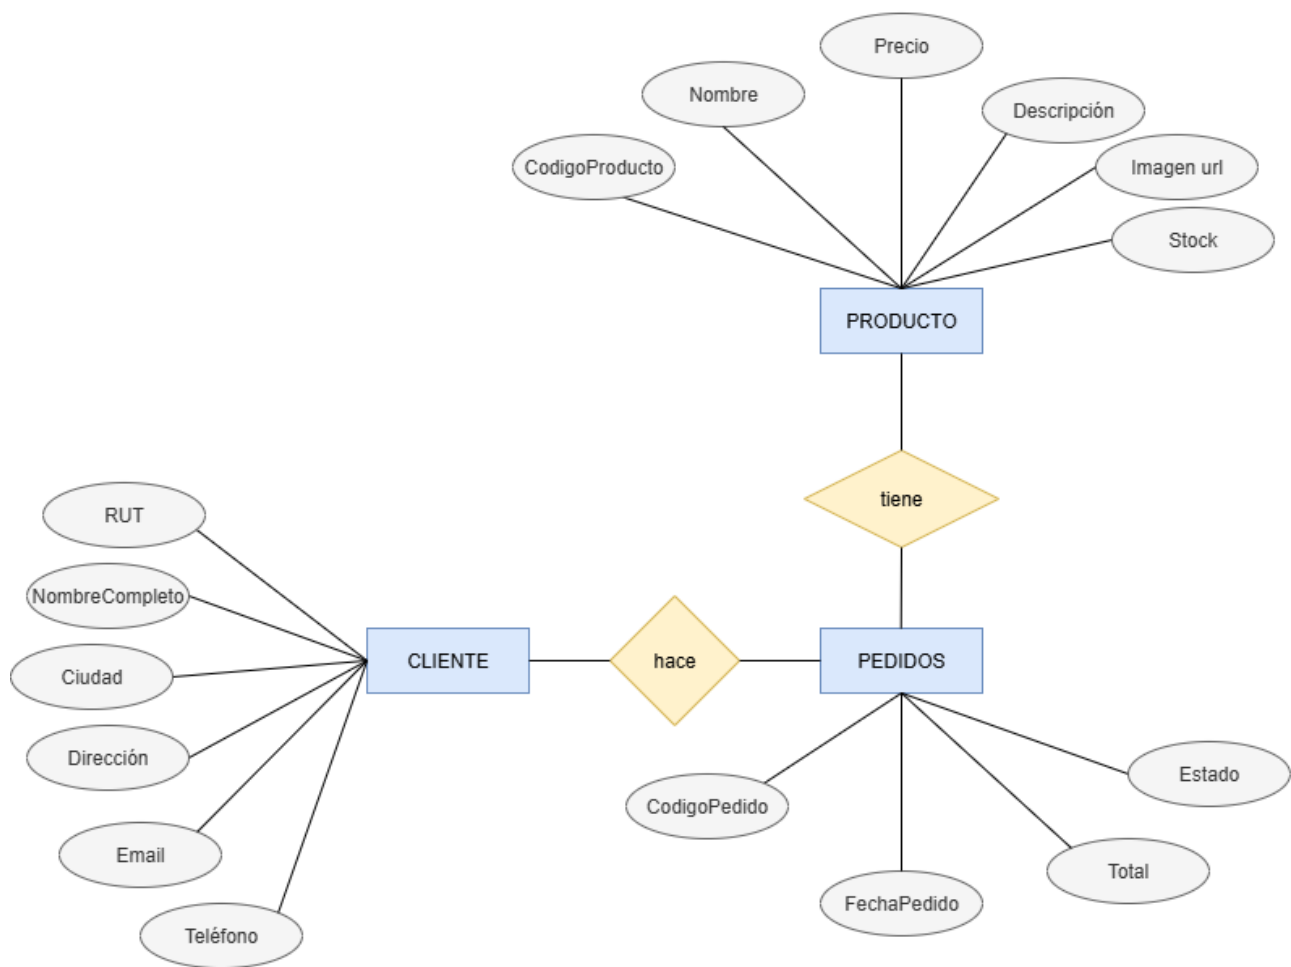 Precio
Nombre
Descripción
CodigoProducto
Imagen url
Stock
PRODUCTO
tiene
RUT
NombreCompleto
Ciudad
CLIENTE
hace
PEDIDOS
Dirección
Estado
CodigoPedido
Email
Total
FechaPedido
Teléfono